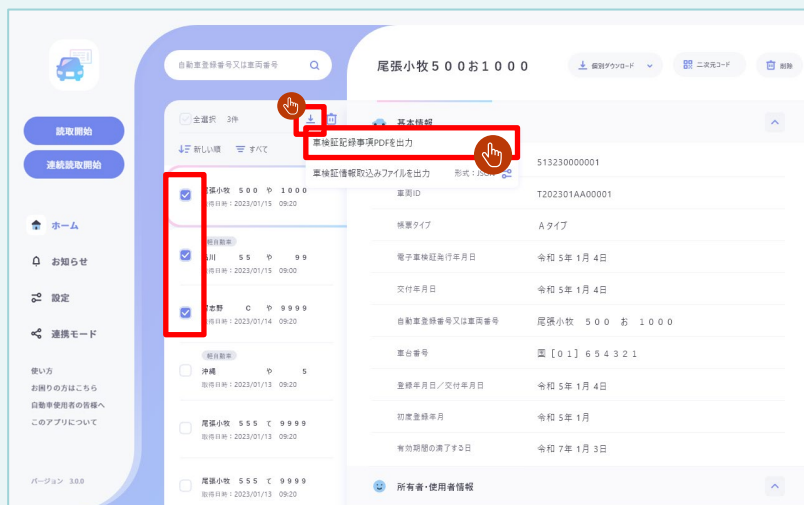 読取開始
連続読取開始
ホーム
お知らせ
設定
連携モード
使い方
お困りの方はこちら
自動車使用者の皆様へ
このアプリについて
バージョン 3.0.0
自動車登録番号又は車両番号
全選択 3件
新しい順 すべて
尾張小牧 500 や 1000
取得日時:2023/01/15 09:20
軽自動車
川 55 や 99
取得日時:2023/01/15 09:00
志野 C や 9999
取得日時:2023/01/14 09:20
軽自動車
沖縄 や 5
取得日時:2023/01/13 09:20
尾張小牧 555 て 9999
取得日時:2023/01/13 09:20
尾張小牧 555 て 9999
取得日時:2023/01/13 09:20
車検証記録事項PDFを出力
車検証情報取込みファイルを出力 形式:JSON
尾張小牧500お1000
個別ダウンロード
二次元コード
削除
基本情報
513230000001
車両ID T202301AA00001
帳票タイプ Aタイプ
電子車検証発行年月日 令和 5年 1月 4日
交付年月日 令和 5年 1月 4日
自動車登録番号又は車両番号 尾張小牧 500 お 1000
車台番号 国[01]654321
登録年月日/交付年月日 令和 5年 1月 4日
初度登録年月 令和 5年 1月
有効期間の満了する日 令和 7年 1月 3日
所有者・使用者情報